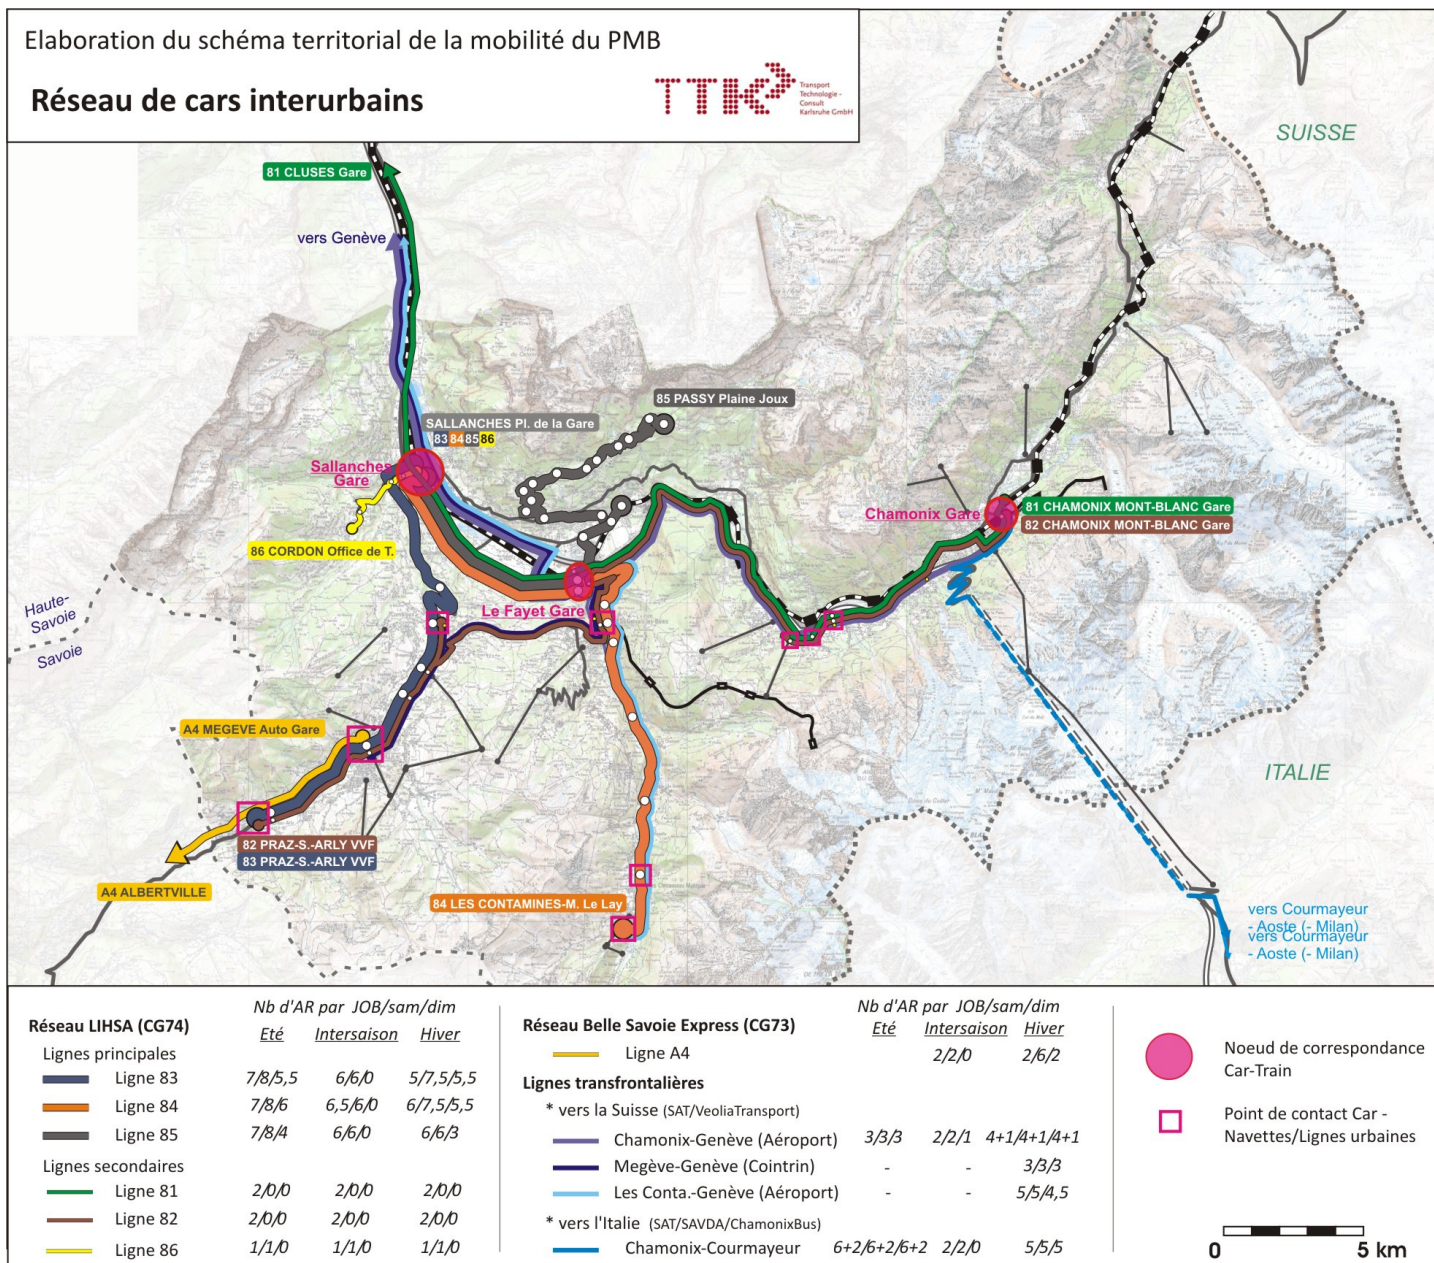 Elaboration du schéma territorial de la mobilité du PMB
Réseau de cars interurbains
TTK
Transport
Technologie -
Consult
Karlsruhe GmbH
SUISSE
81 CLUSES Gare
vers Genève
85 PASSY Plaine Joux
SALLANCHES Pl. de la Gare
83 84 85 86
Sallanches
Gare
Chamonix Gare
81 CHAMONIX MONT-BLANC Gare
82 CHAMONIX MONT-BLANC Gare
86 CORDON Office de T.
Le Fayet Gare
Haute-
Savoie
Savoie
A4 MEGEVE Auto Gare
ITALIE
82 PRAZ-S.-ARLY VVF
83 PRAZ-S.-ARLY VVF
A4 ALBERTVILLE
84 LES CONTAMINES-M. Le Lay
vers Courmayeur
- Aoste (- Milan)
vers Courmayeur
- Aoste (- Milan)
Nb d'AR par JOB/sam/dim
Réseau LIHSA (CG74) Eté Intersaison Hiver
Lignes principales
Ligne 83 7/8/5,5 6/6/0 5/7,5/5,5
Ligne 84 7/8/6 6,5/6/0 6/7,5/5,5
Ligne 85 7/8/4 6/6/0 6/6/3
Lignes secondaires
Ligne 81 2/0/0 2/0/0 2/0/0
Ligne 82 2/0/0 2/0/0 2/0/0
Ligne 86 1/1/0 1/1/0 1/1/0
Nb d'AR par JOB/sam/dim
Réseau Belle Savoie Express (CG73) Eté Intersaison Hiver
Ligne A4 2/2/0 2/6/2
Lignes transfrontalières
* vers la Suisse (SAT/VeoliaTransport)
Chamonix-Genève (Aéroport) 3/3/3 2/2/1 4+1/4+1/4+1
Megève-Genève (Cointrin) - - 3/3/3
Les Conta.-Genève (Aéroport) - - 5/5/4,5
* vers l'Italie (SAT/SAVDA/ChamonixBus)
Chamonix-Courmayeur 6+2/6+2/6+2 2/2/0 5/5/5
Noeud de correspondance
Car-Train
Point de contact Car -
Navettes/Lignes urbaines
0 5 km